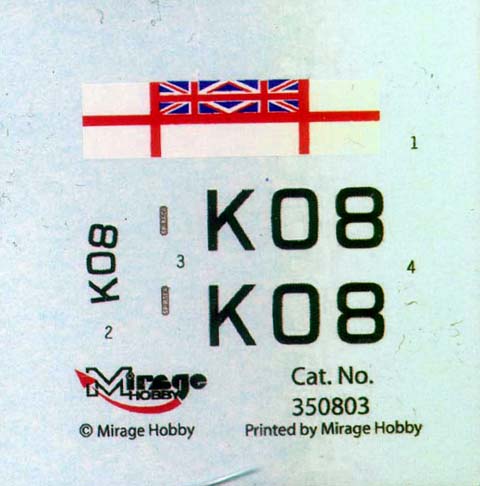 1
K08
K08
3
4
K08
2
Mirage
HOBBY
Cat. No.
350803
© Mirage Hobby
Printed by Mirage Hobby